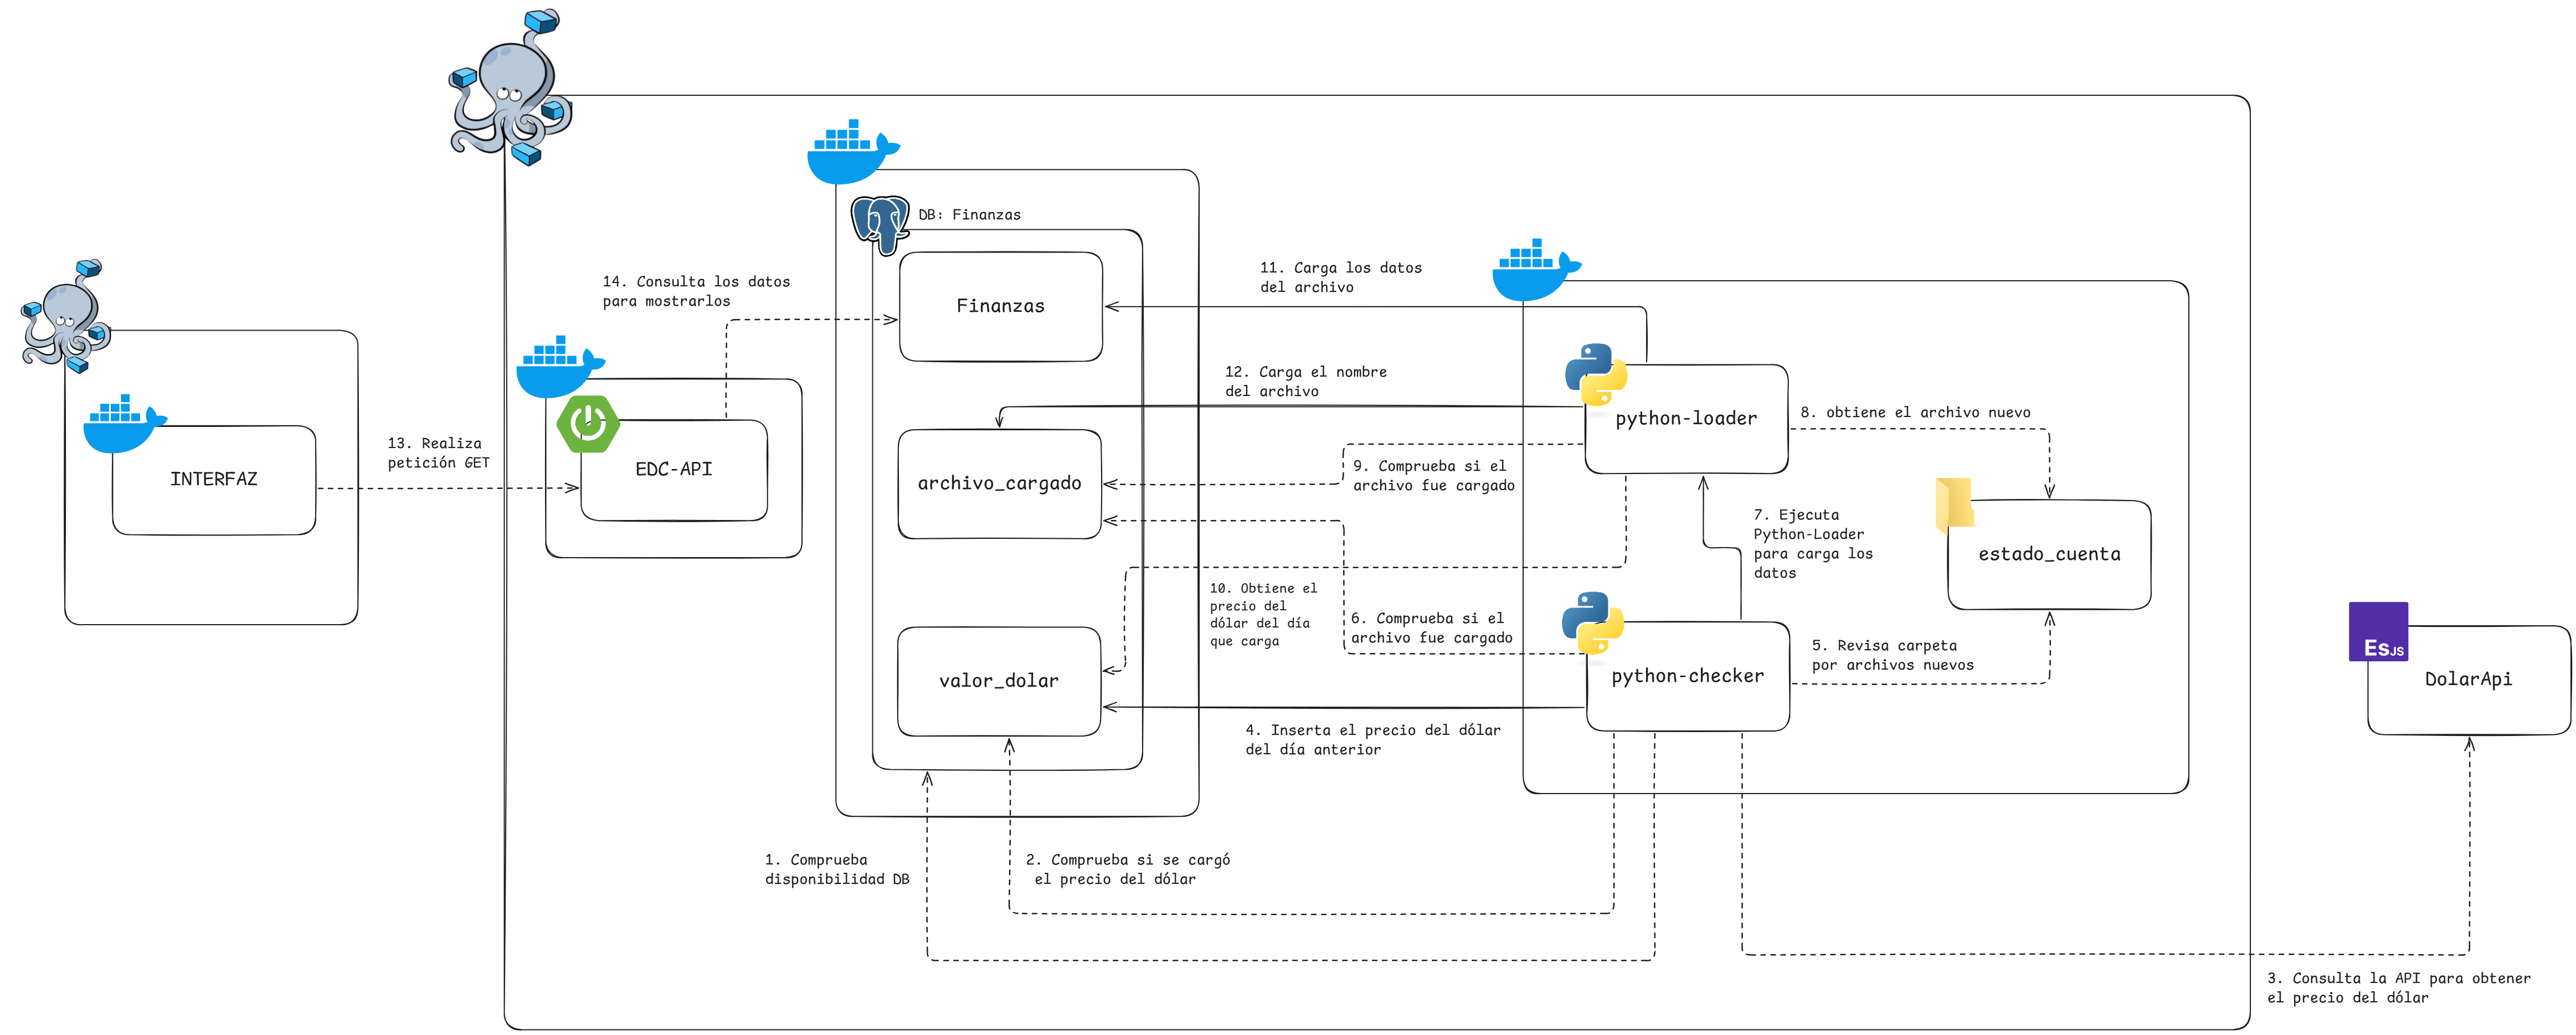 DB: Finanzas
Finanzas
14. Consulta los datos
para mostrarlos
11. Carga los datos
del archivo
12. Carga el nombre
del archivo
python-loader
8. obtiene el archivo nuevo
13. Realiza
petición GET
INTERFAZ
EDC-API
archivo_cargado
9. Comprueba si el
archivo fue cargado
7. Ejecuta
Python-Loader
para carga los
datos
estado_cuenta
10. Obtiene el
precio del
dólar del día
que carga
6. Comprueba si el
archivo fue cargado
5. Revisa carpeta
por archivos nuevos
valor_dolar
python-checker
EsJS
DolarApi
4. Inserta el precio del dólar
del día anterior
1. Comprueba
disponibilidad DB
2. Comprueba si se cargó
el precio del dólar
3. Consulta la API para obtener
el precio del dólar